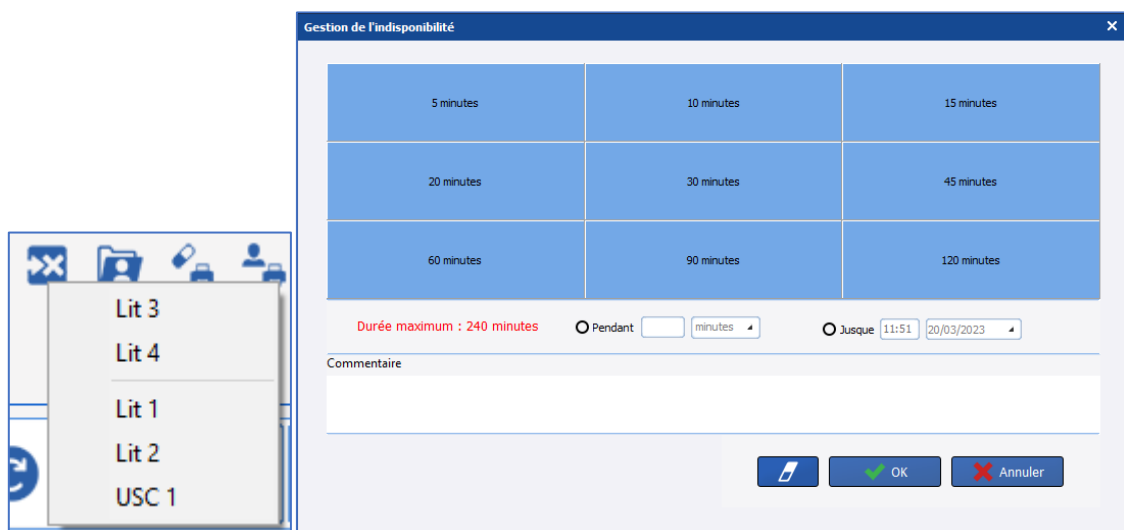 Gestion de l'indisponibilité
5 minutes
10 minutes
15 minutes
20 minutes
30 minutes
45 minutes
60 minutes
90 minutes
120 minutes
Durée maximum : 240 minutes
Pendant
minutes
Jusque
11:51
20/03/2023
Commentaire
OK
Annuler
Lit 3
Lit 4
Lit 1
Lit 2
USC 1